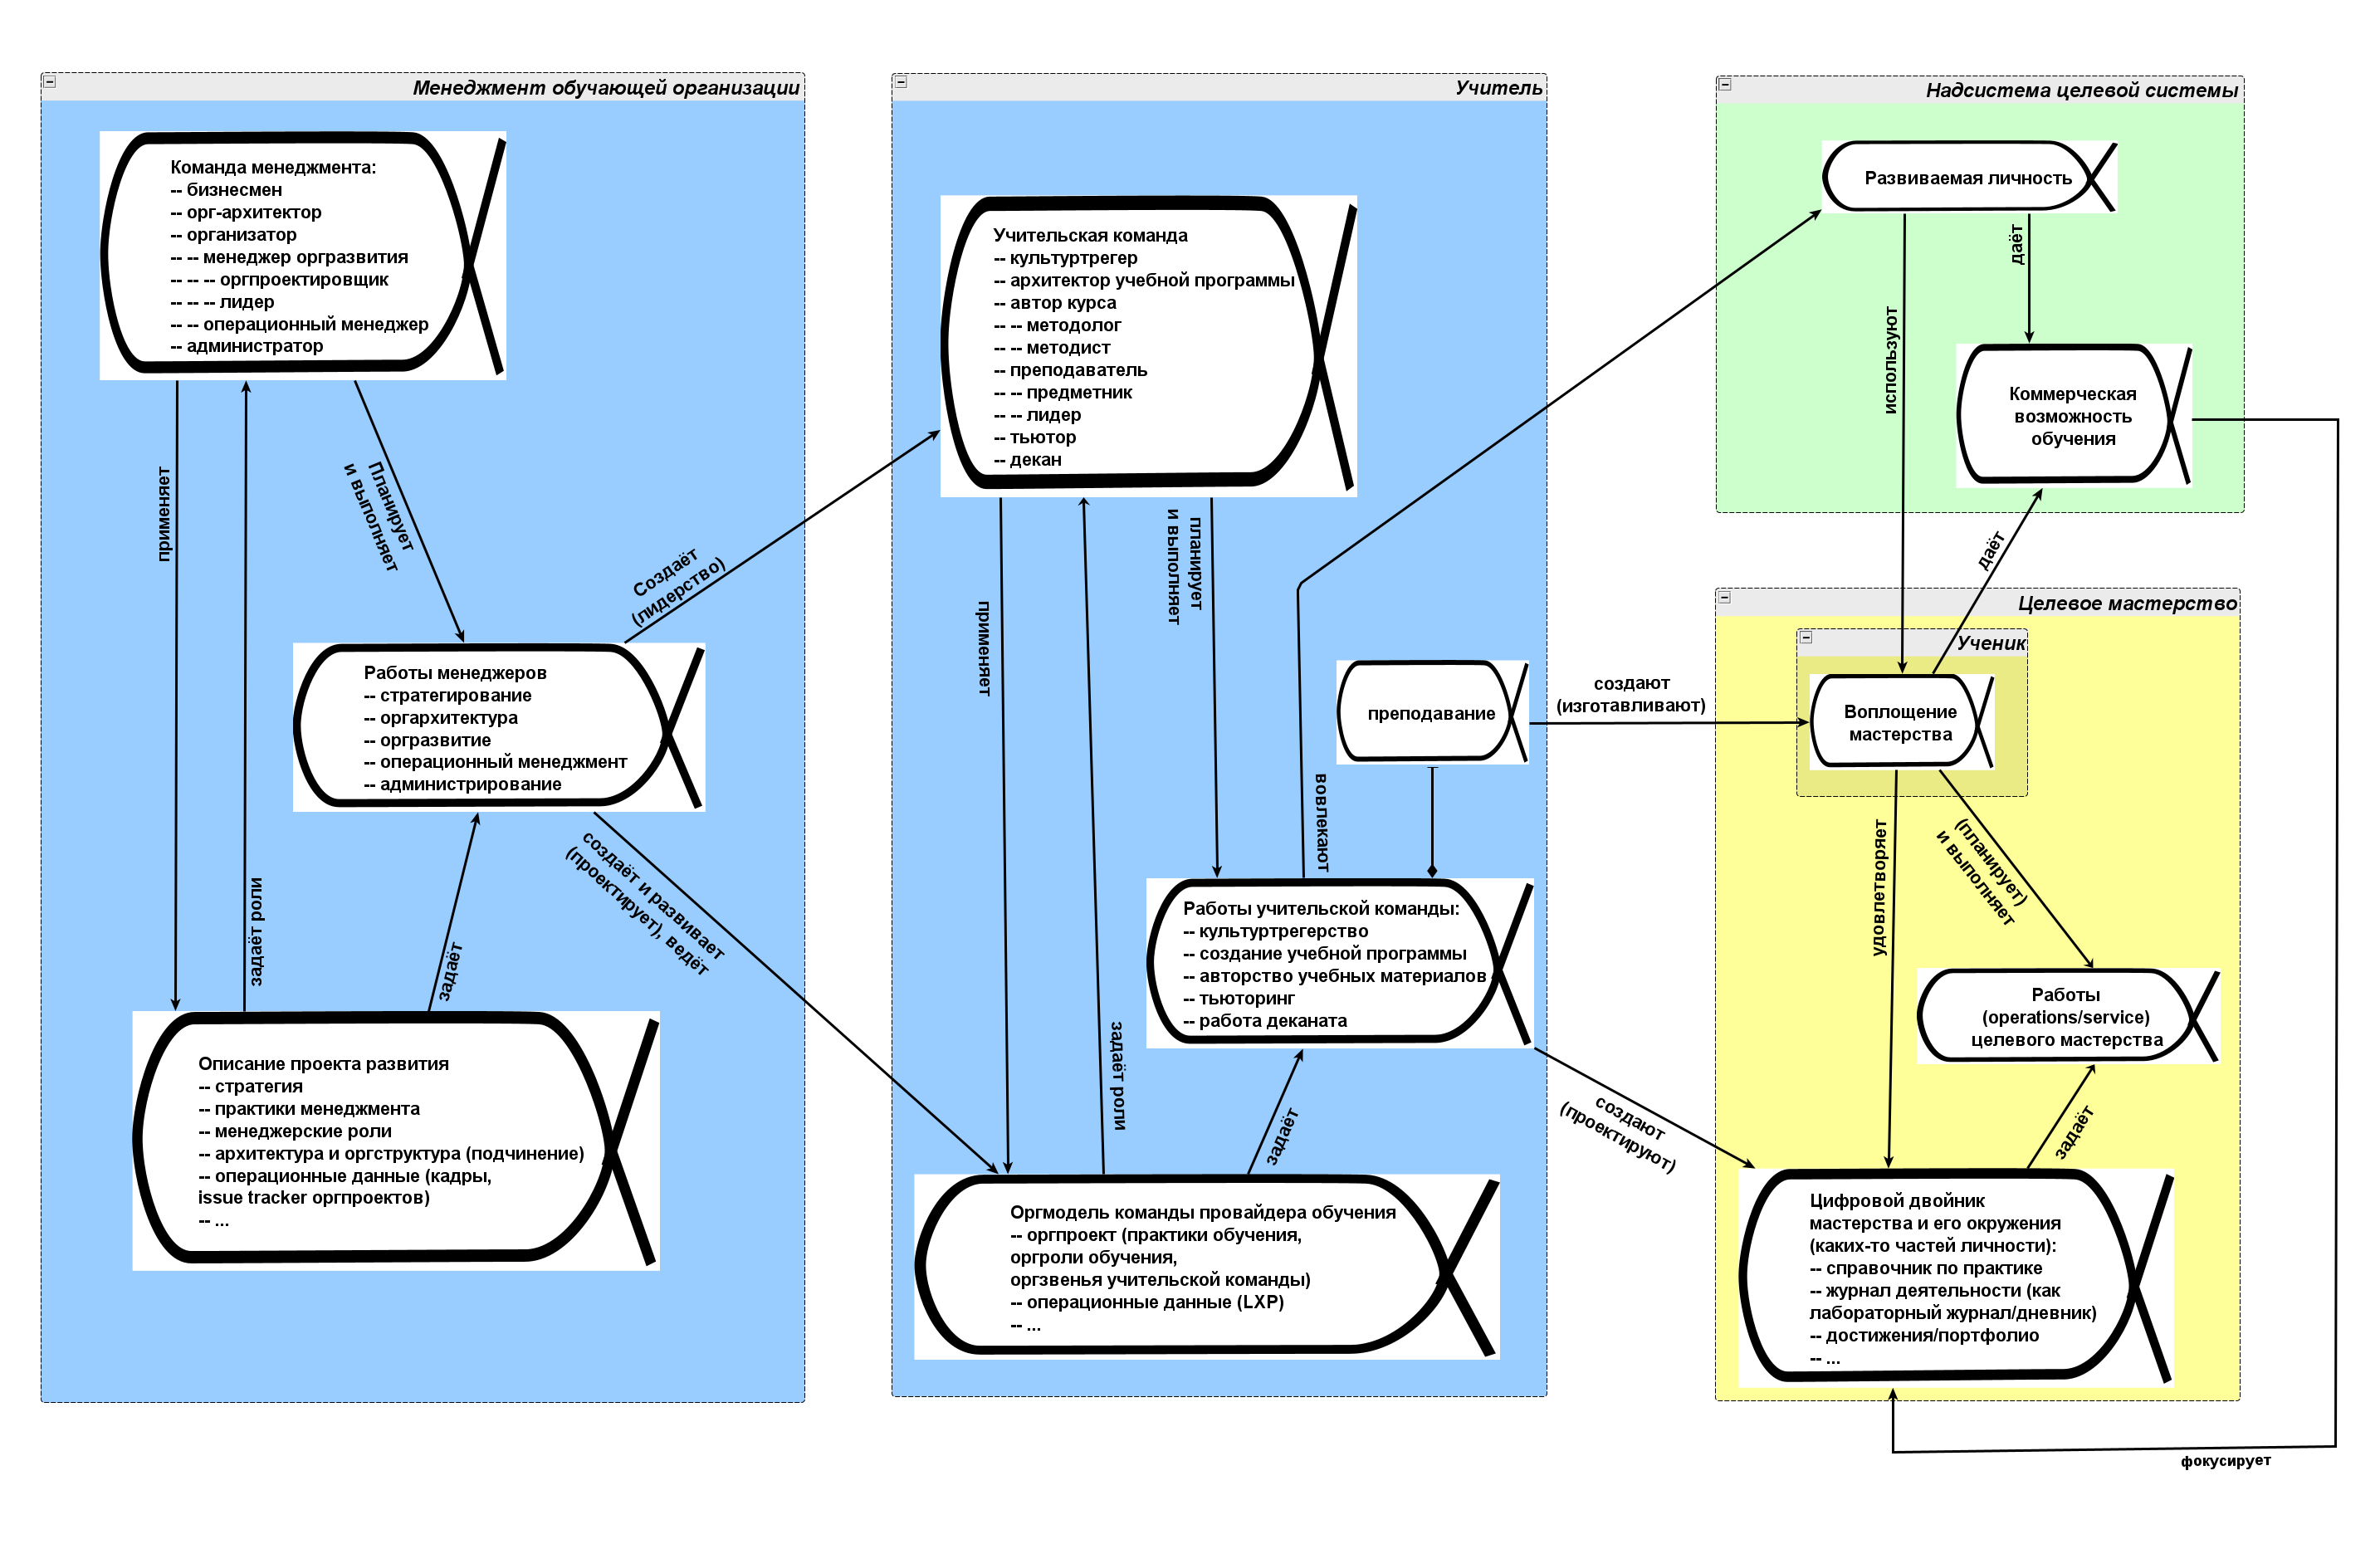 Менеджмент обучающей организации
Команда менеджмента:
-- бизнесмен
-- орг-архитектор
-- организатор
-- -- менеджер оргразвития
-- -- -- оргпроектировщик
-- -- -- лидер
-- -- операционный менеджер
-- администратор
применяет
задаёт роли
Планирует
и выполняет
Работы менеджеров
-- стратегирование
-- оргархитектура
-- оргразвитие
-- операционный менеджмент
-- администрирование
задаёт
Описание проекта развития
-- стратегия
-- практики менеджмента
-- менеджерские роли
-- архитектура и оргструктура (подчинение)
-- операционные данные (кадры,
issue tracker оргпроектов)
-- ...
Создаёт
(лидерство)
создаёт и развивает
(проектирует), ведёт
Учитель
Учительская команда
-- культуртрегер
-- архитектор учебной программы
-- автор курса
-- -- методолог
-- -- методист
-- преподаватель
-- -- предметник
-- -- лидер
-- тьютор
-- декан
применяет
задаёт роли
планирует
и выполняет
вовлекают
преподавание
Работы учительской команды:
-- культуртрегерство
-- создание учебной программы
-- авторство учебных материалов
-- тьюторинг
-- работа деканата
задаёт
Оргмодель команды провайдера обучения
-- оргпроект (практики обучения,
оргроли обучения,
оргзвенья учительской команды)
-- операционные данные (LXP)
-- ...
создают
(изготавливают)
создают
(проектируют)
Надсистема целевой системы
Развиваемая личность
даёт
используют
Коммерческая
возможность
обучения
даёт
Целевое мастерство
Ученик
Воплощение
мастерства
удовлетворяет
(планирует)
и выполняет
Работы
(operations/service)
целевого мастерства
задаёт
Цифровой двойник
мастерства и его окружения
(каких-то частей личности):
-- справочник по практике
-- журнал деятельности (как
лабораторный журнал/дневник)
-- достижения/портфолио
-- ...
фокусирует